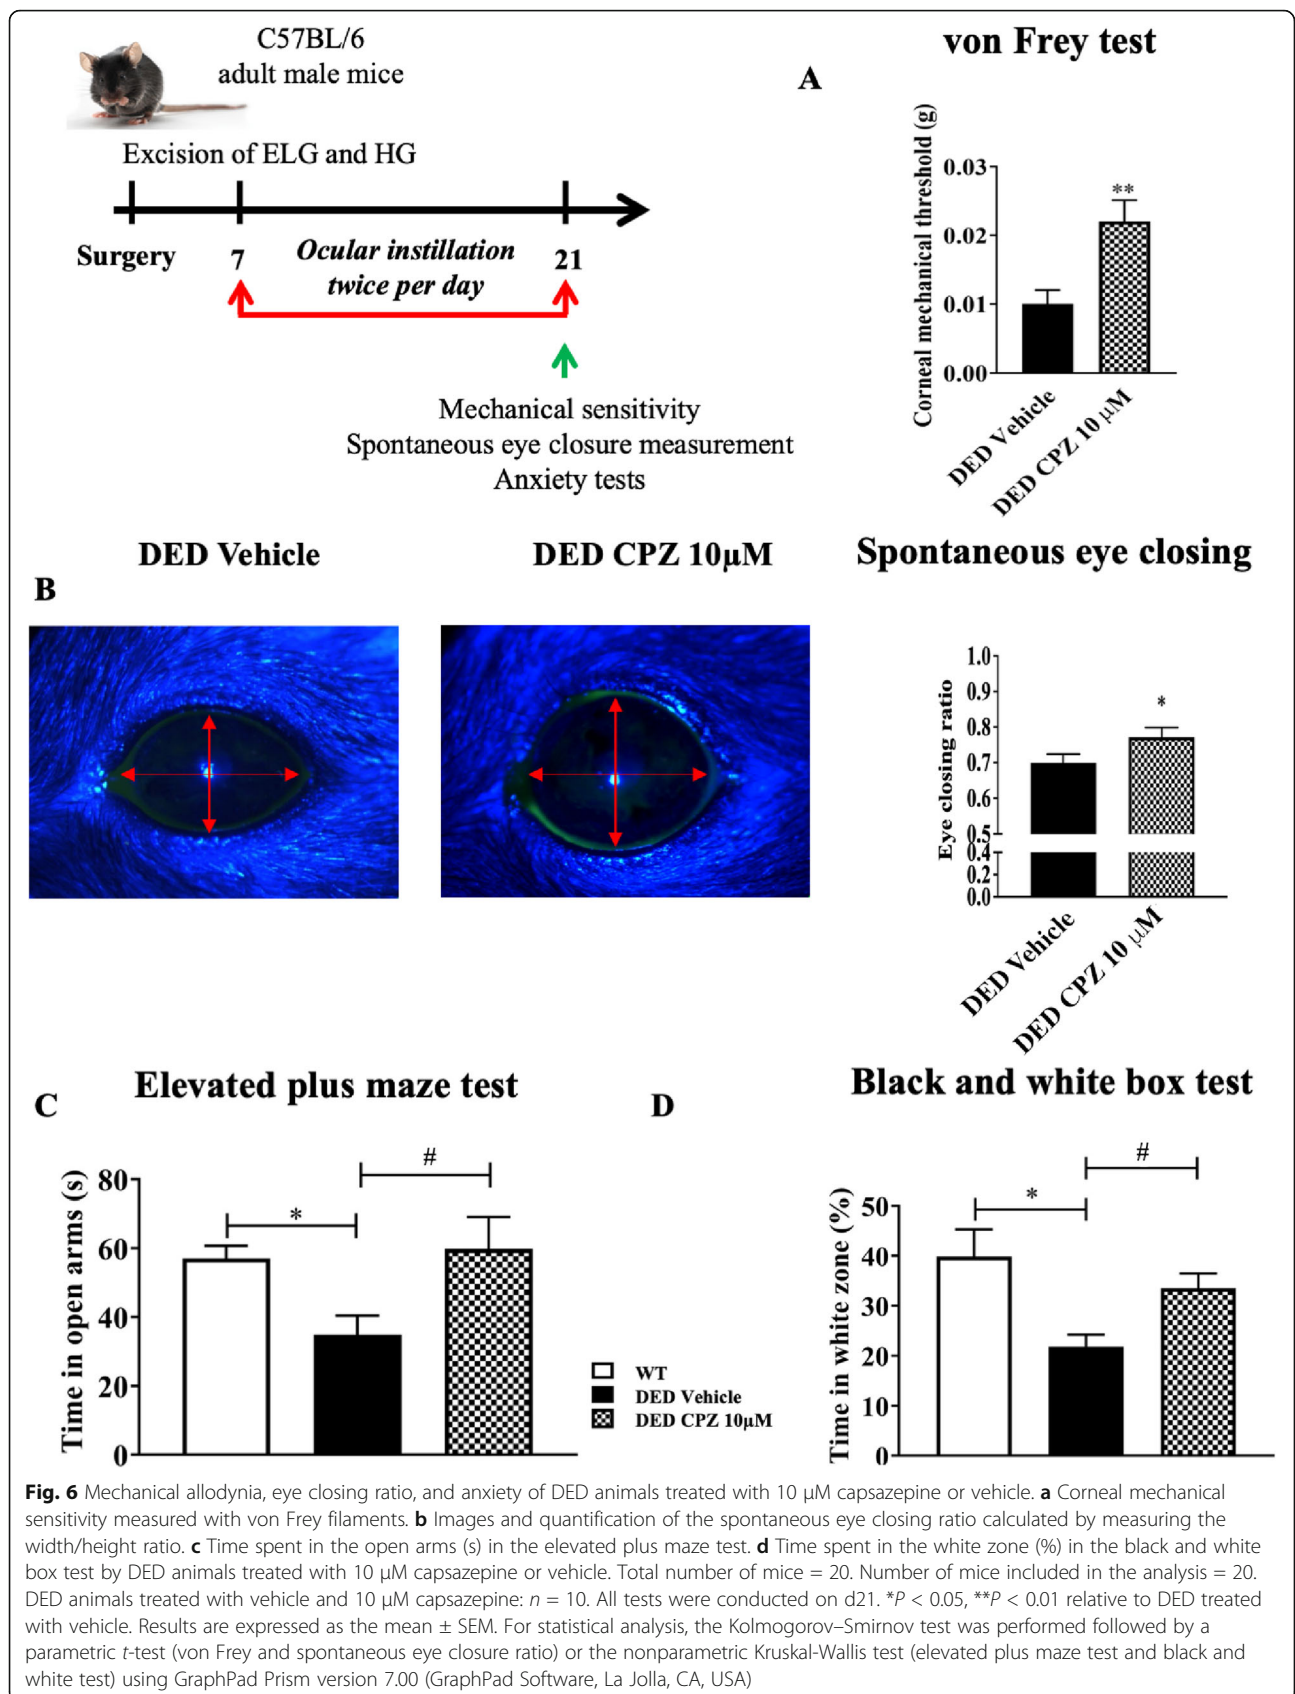 C57BL/6
adult male mice
Excision of ELG and HG
Surgery
7
Ocular instillation
twice per day
21
Mechanical sensitivity
Spontaneous eye closure measurement
Anxiety tests
A
von Frey test
Corneal mechanical threshold (g)
0.03
0.02
0.01
0.00
**
DED Vehicle
DED CPZ 10 µM
B
DED Vehicle
DED CPZ 10µM
Spontaneous eye closing
Eye closing ratio
1.0
0.9
0.8
0.7
0.6
0.5
0.4
0.2
0.0
*
DED Vehicle
DED CPZ 10 µM
C
Elevated plus maze test
Time in open arms (s)
80
60
40
20
0
*
#
WT
DED Vehicle
DED CPZ 10µM
D
Black and white box test
Time in white zone (%)
50
40
30
20
10
0
*
#
Fig. 6 Mechanical allodynia, eye closing ratio, and anxiety of DED animals treated with 10 µM capsazepine or vehicle. a Corneal mechanical
sensitivity measured with von Frey filaments. b Images and quantification of the spontaneous eye closing ratio calculated by measuring the
width/height ratio. c Time spent in the open arms (s) in the elevated plus maze test. d Time spent in the white zone (%) in the black and white
box test by DED animals treated with 10 µM capsazepine or vehicle. Total number of mice = 20. Number of mice included in the analysis = 20.
DED animals treated with vehicle and 10 µM capsazepine: n = 10. All tests were conducted on d21. *P < 0.05, **P < 0.01 relative to DED treated
with vehicle. Results are expressed as the mean ± SEM. For statistical analysis, the Kolmogorov–Smirnov test was performed followed by a
parametric t-test (von Frey and spontaneous eye closure ratio) or the nonparametric Kruskal-Wallis test (elevated plus maze test and black and
white test) using GraphPad Prism version 7.00 (GraphPad Software, La Jolla, CA, USA)